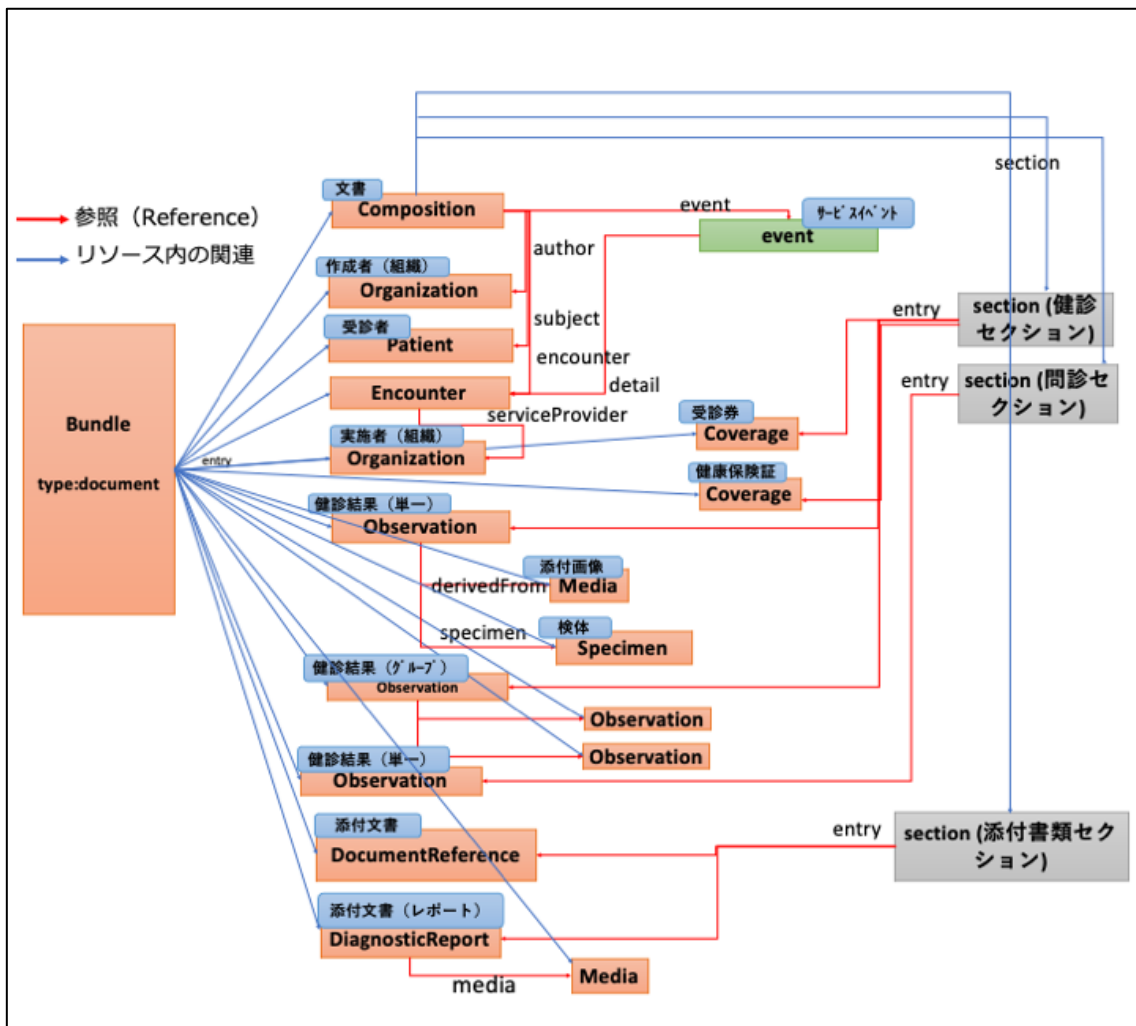 section
文書
Composition
event
サービスイベント
event
参照（Reference）
リソース内の関連
author
作成者（組織）
Organization
subject
受診者
Patient
encounter
Encounter
detail
serviceProvider
entry
section (健診
セクション)
entry
section (問診セ
クション)
受診券
Coverage
Bundle
type:document
entry
実施者（組織）
Organization
健康保険証
Coverage
健診結果（単一）
Observation
添付画像
derivedFrom
Media
specimen
検体
Specimen
健診結果（グループ）
Observation
Observation
Observation
健診結果（単一）
Observation
添付文書
DocumentReference
entry
section (添付書類セク
ション)
添付文書（レポート）
DiagnosticReport
media
Media